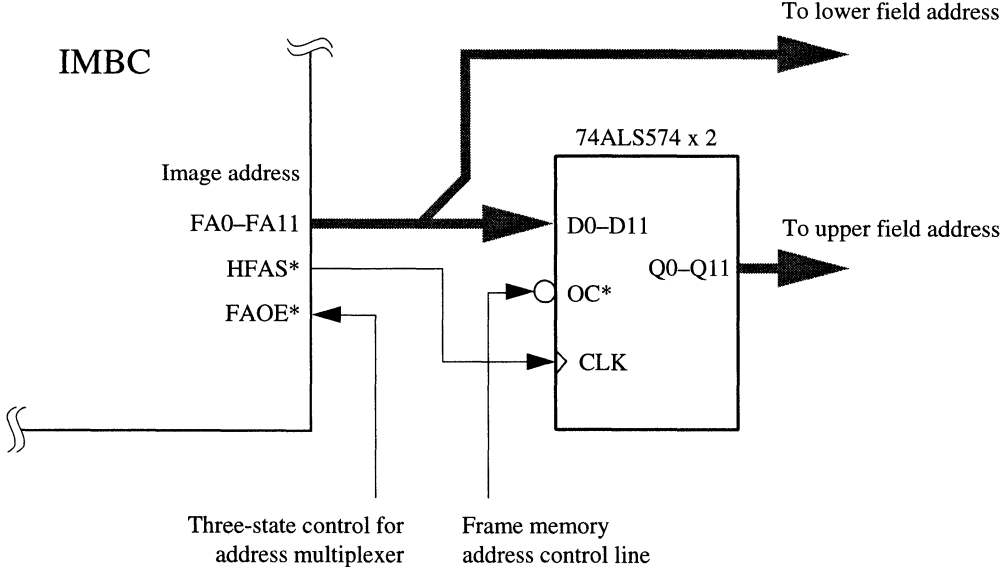 To lower field address
IMBC
74ALS574 x 2
Image address
FA0–FA11
D0–D11
To upper field address
HFAS*
Q0–Q11
OC*
FAOE*
CLK
Three-state control for
address multiplexer
Frame memory
address control line